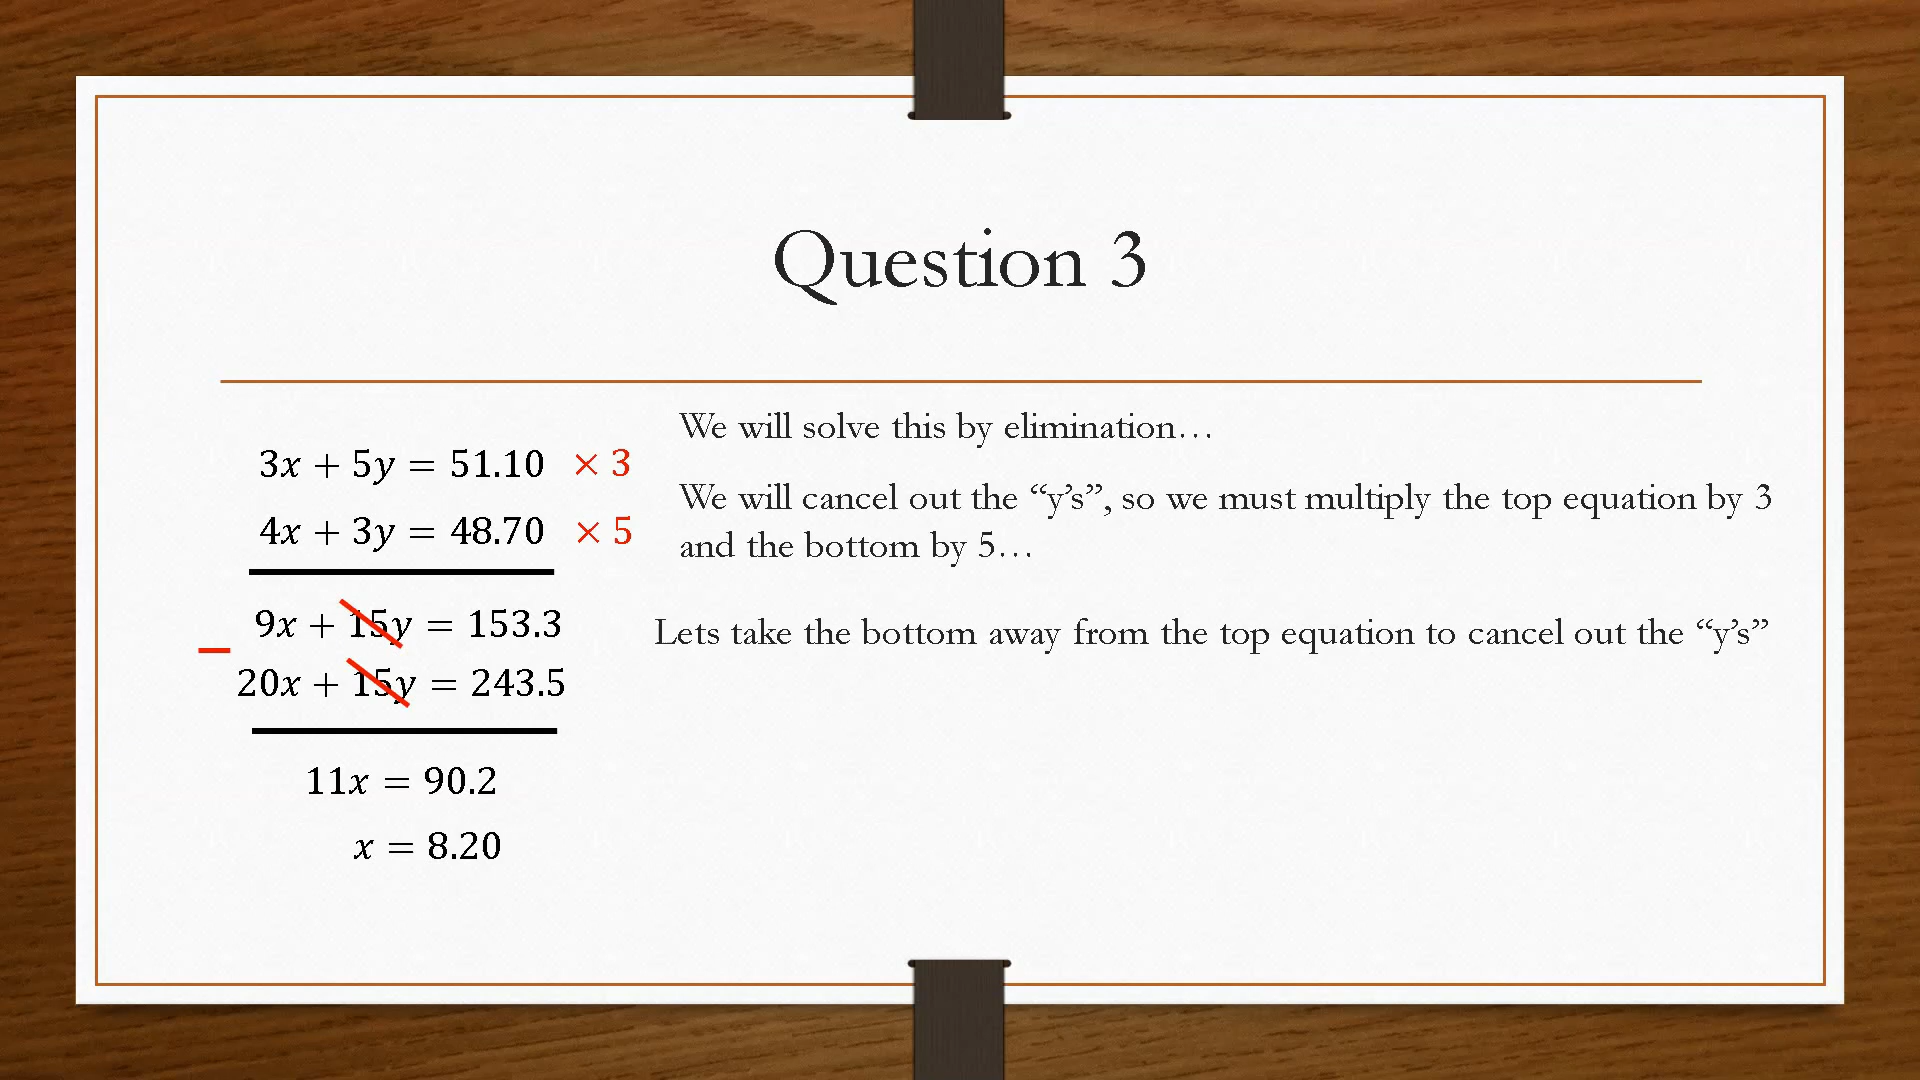 Question 3
We will solve this by elimination…
3x + 5y = 51.10 × 3
We will cancel out the “y’s”, so we must multiply the top equation by 3
and the bottom by 5…
4x + 3y = 48.70 × 5
9x + 15y = 153.3
Lets take the bottom away from the top equation to cancel out the “y’s”
−
20x + 15y = 243.5
11x = 90.2
x = 8.20